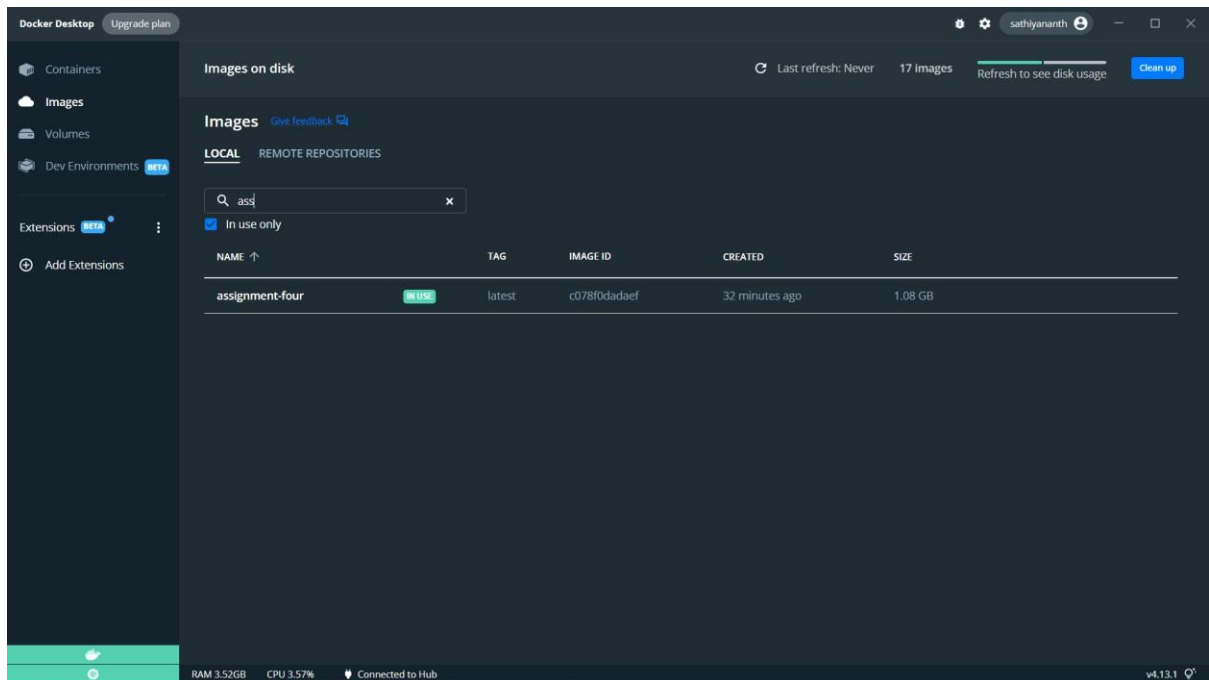 Docker Desktop Upgrade plan sathiyananth
Containers
Images
Volumes
Dev Environments BETA
Extensions BETA
Add Extensions
Images on disk Last refresh: Never 17 images Refresh to see disk usage Clean up
Images Give feedback
LOCAL REMOTE REPOSITORIES
ass
In use only
NAME TAG IMAGE ID CREATED SIZE
assignment-four IN USE latest c078f0dadaef 32 minutes ago 1.08 GB
RAM 3.52GB CPU 3.57% Connected to Hub v4.13.1